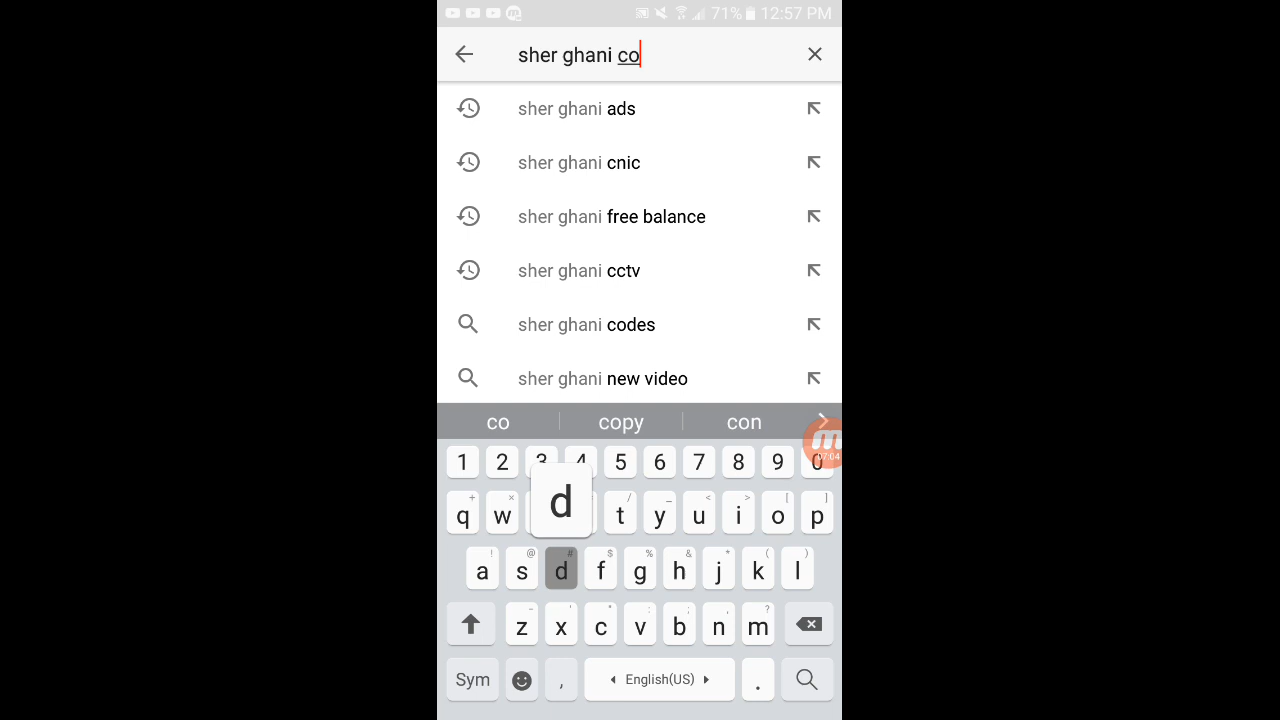 71% 12:57 PM
sher ghani co
sher ghani ads
sher ghani cnic
sher ghani free balance
sher ghani cctv
sher ghani codes
sher ghani new video
co copy con
07:04
1 2 3 4 5 6 7 8 9 0
d
+ × / _ < > [ ]
q w t y u i o p
! @ # $ % & * ( )
a s d f g h j k l
- ' " : ; , ?
z x c v b n m
Sym , English(US) .